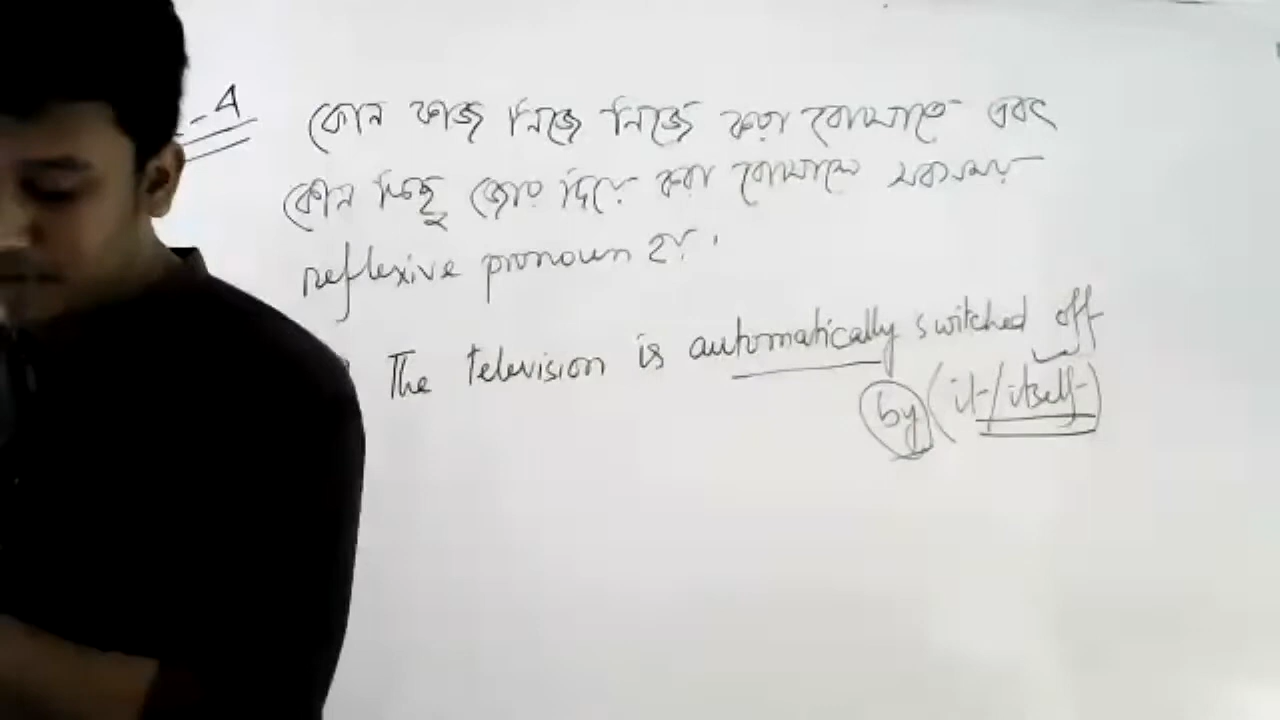 -4
কোন কাজ নিজে নিজে করা বোঝাতে এবং
কোন কিছু জোর দিয়ে করা বোঝালে সবসময়
reflexive pronoun হয়।
The television is automatically switched off
by (it/itself)